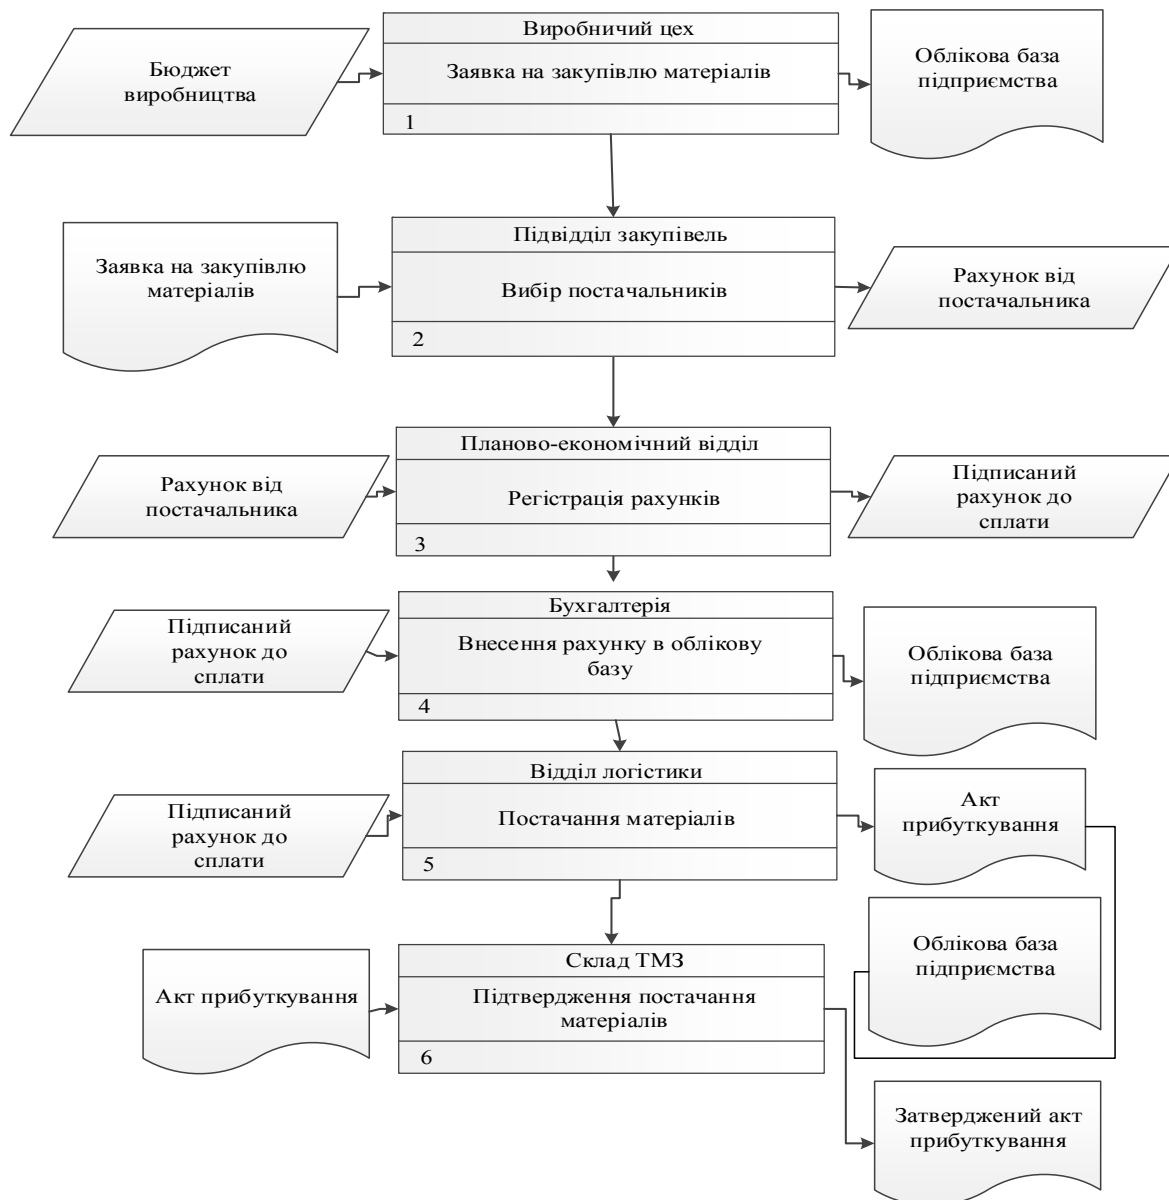 Виробничий цех
Бюджет
виробництва
Заявка на закупівлю матеріалів
Облікова база
підприємства
1
Підвідділ закупівель
Заявка на закупівлю
матеріалів
Вибір постачальників
Рахунок від
постачальника
2
Планово-економічний відділ
Рахунок від
постачальника
Регістрація рахунків
Підписаний
рахунок до
сплати
3
Бухгалтерія
Підписаний
рахунок до
сплати
Внесення рахунку в облікову
базу
Облікова база
підприємства
4
Відділ логістики
Підписаний
рахунок до
сплати
Постачання матеріалів
Акт
прибуткування
5
Облікова база
підприємства
Склад ТМЗ
Акт прибуткування
Підтвердження постачання
матеріалів
6
Затверджений акт
прибуткування